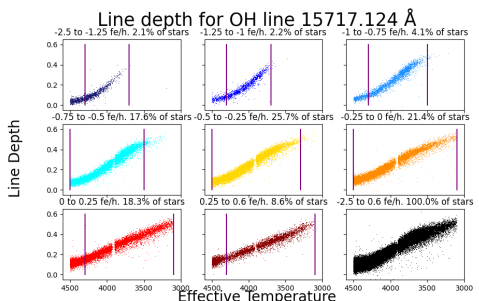 Line depth for OH line 15717.124 Å
-2.5 to -1.25 fe/h. 2.1% of stars
-1.25 to -1 fe/h. 2.2% of stars
-1 to -0.75 fe/h. 4.1% of stars
0.6
0.4
0.2
0.0
-0.75 to -0.5 fe/h. 17.6% of stars
-0.5 to -0.25 fe/h. 25.7% of stars
-0.25 to 0 fe/h. 21.4% of stars
0.6
0.4
0.2
0.0
Line Depth
0 to 0.25 fe/h. 18.3% of stars
0.25 to 0.6 fe/h. 8.6% of stars
-2.5 to 0.6 fe/h. 100.0% of stars
0.6
0.4
0.2
0.0
4500 4000 3500 3000
4500 4000 3500 3000
4500 4000 3500 3000
Effective Temperature